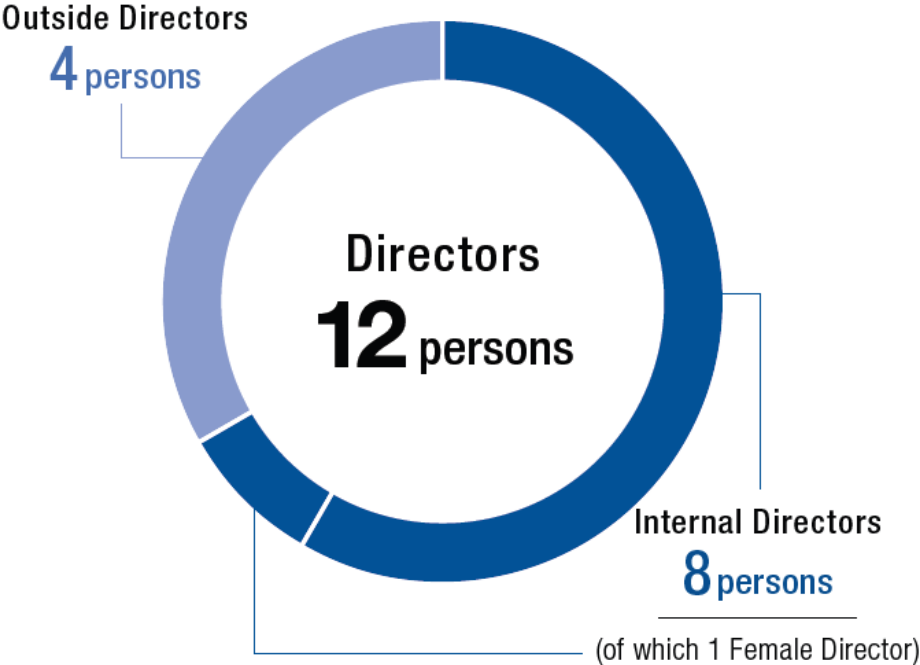 Outside Directors
4 persons
Directors
12 persons
Internal Directors
8 persons
(of which 1 Female Director)